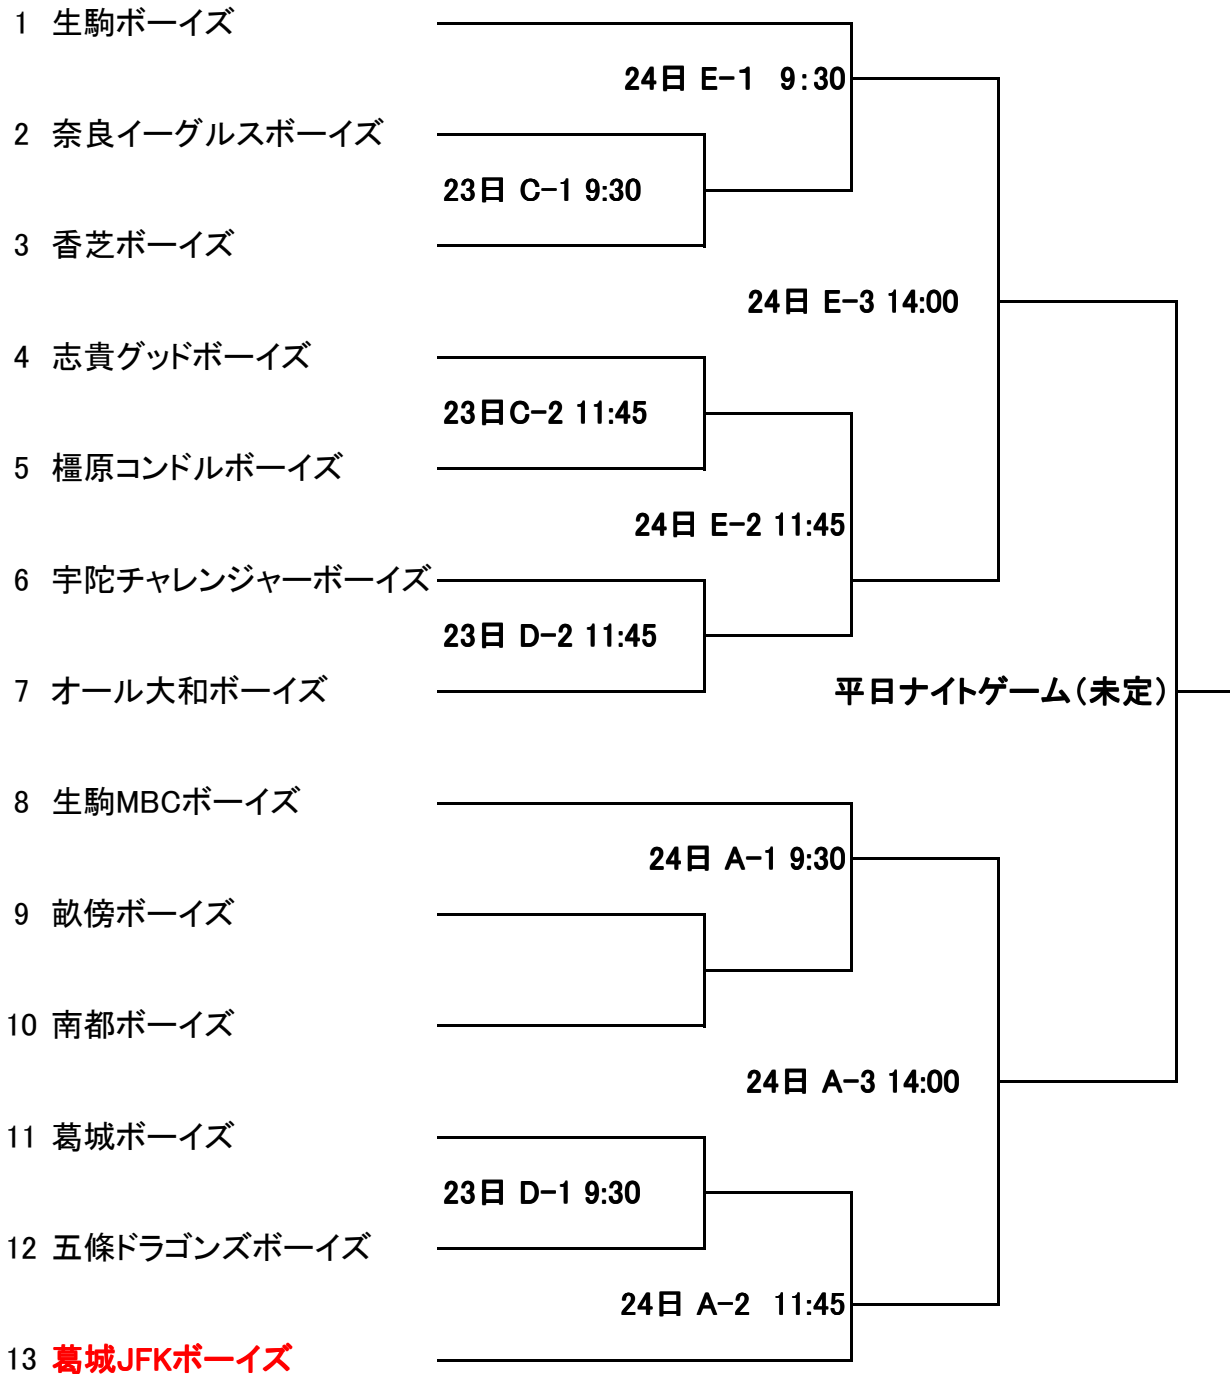 1 生駒ボーイズ
24日 E-1 9:30
2 奈良イーグルスボーイズ
23日 C-1 9:30
3 香芝ボーイズ
24日 E-3 14:00
4 志貴グッドボーイズ
23日C-2 11:45
5 橿原コンドルボーイズ
24日 E-2 11:45
6 宇陀チャレンジャーボーイズ
23日 D-2 11:45
7 オール大和ボーイズ
平日ナイトゲーム(未定)
8 生駒MBCボーイズ
24日 A-1 9:30
9 畝傍ボーイズ
10 南都ボーイズ
24日 A-3 14:00
11 葛城ボーイズ
23日 D-1 9:30
12 五條ドラゴンズボーイズ
24日 A-2 11:45
13 葛城JFKボーイズ